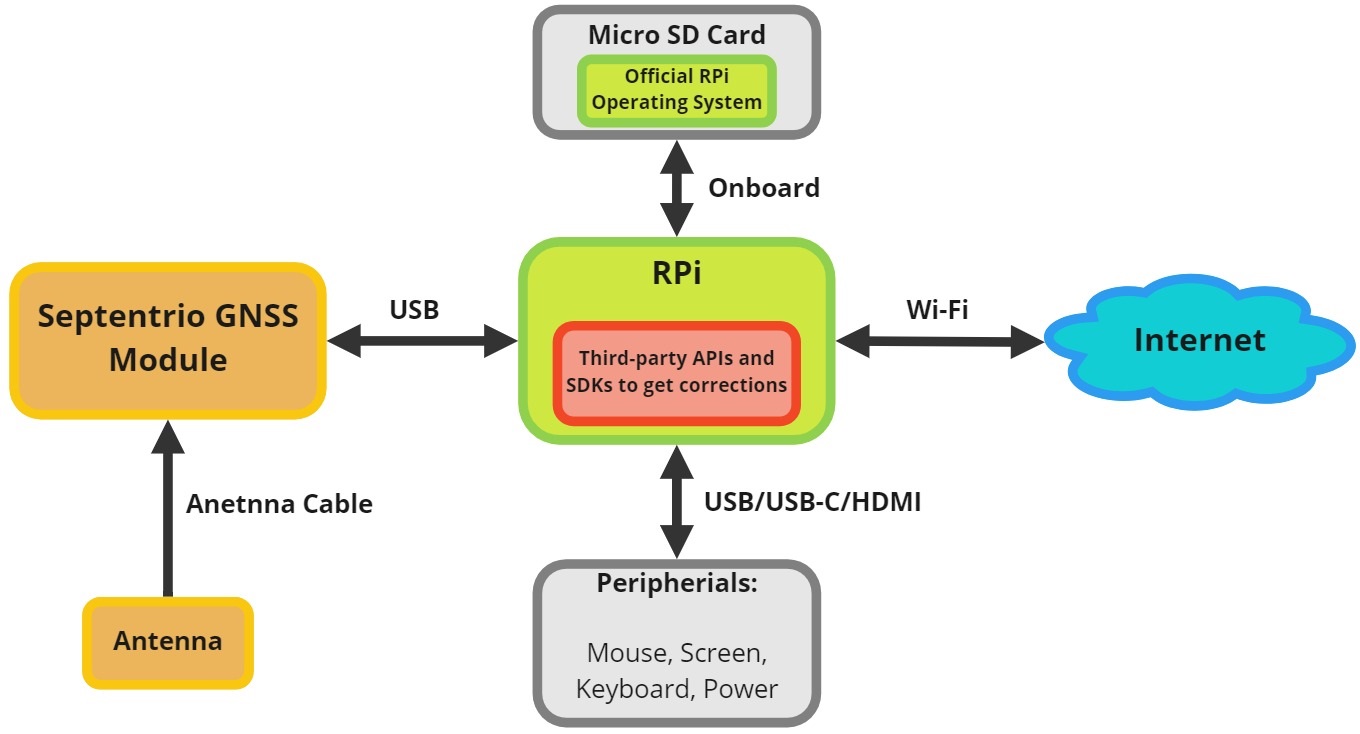 Micro SD Card
Official RPi
Operating System
Onboard
RPi
Third-party APIs and
SDKs to get corrections
Septentrio GNSS
Module
USB
Wi-Fi
Internet
Anetnna Cable
Antenna
USB/USB-C/HDMI
Peripherials:
Mouse, Screen,
Keyboard, Power